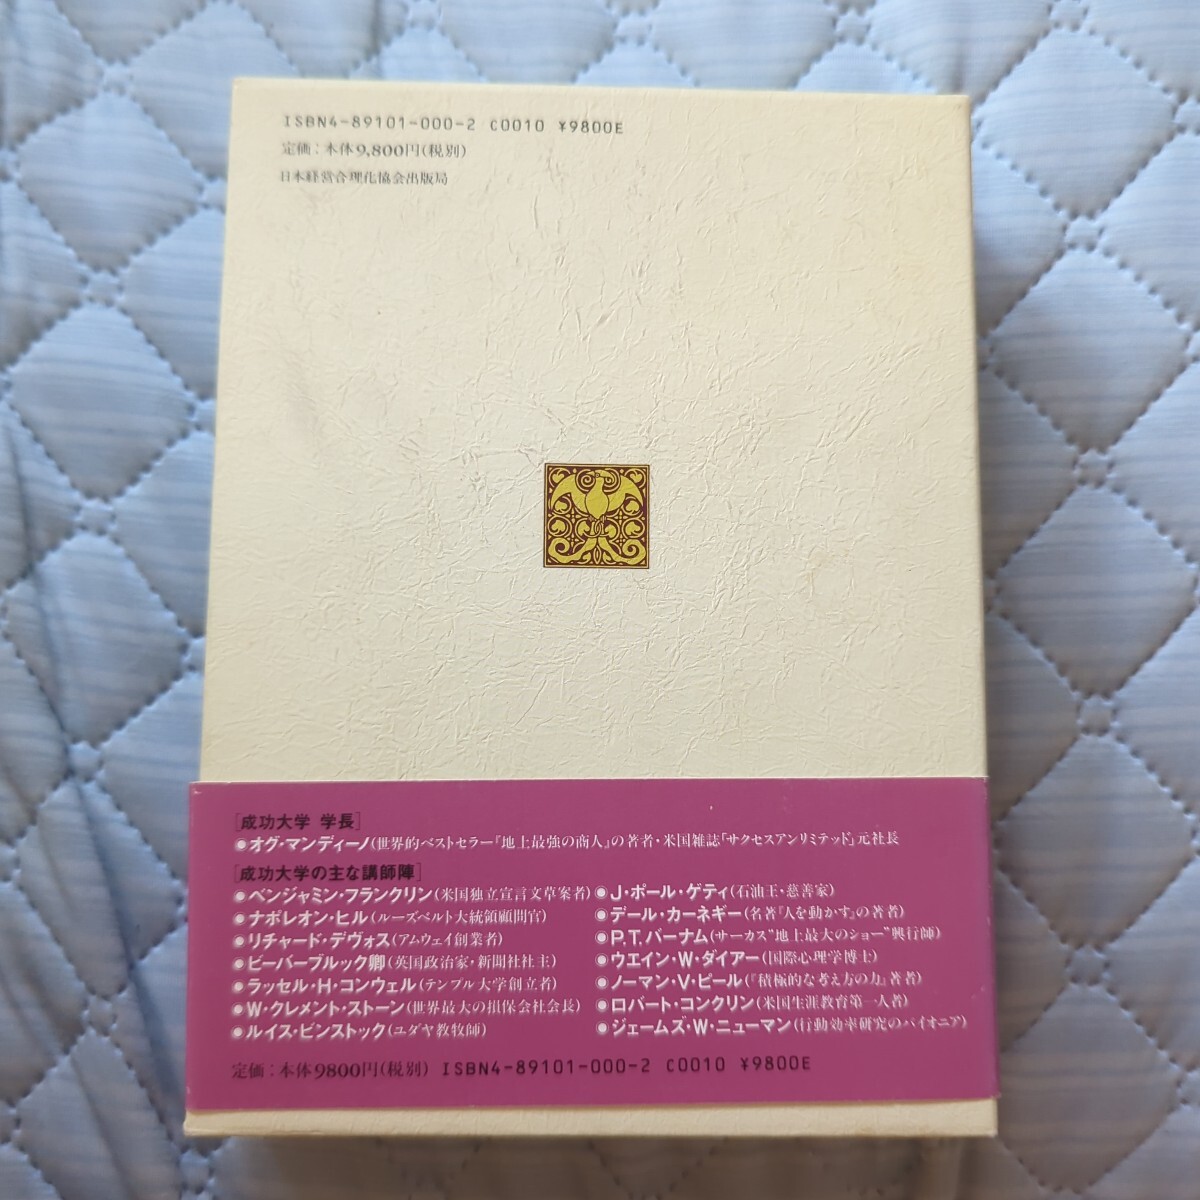 ISBN4-89101-000-2 C0010 ¥9800E
定価：本体9,800円(税別)
日本経営合理化協会出版局
[成功大学 学長]
●オグ・マンディーノ(世界的ベストセラー『地上最強の商人』の著者・米国雑誌「サクセスアンリミテッド」元社長
[成功大学の主な講師陣]
●ベンジャミン・フランクリン(米国独立宣言文草案者)
●ナポレオン・ヒル(ルーズベルト大統領顧問官)
●リチャード・デヴォス(アムウェイ創業者)
●ビーバーブルック卿(英国政治家・新聞社社主)
●ラッセル・H・コンウェル(テンプル大学創立者)
●W・クレメント・ストーン(世界最大の損保会社会長)
●ルイス・ビンストック(ユダヤ教牧師)
●J・ポール・ゲティ(石油王・慈善家)
●デール・カーネギー(名著『人を動かす』の著者)
●P.T.バーナム(サーカス“地上最大のショー”興行師)
●ウエイン・W・ダイアー(国際心理学博士)
●ノーマン・V・ピール(『積極的な考え方の力』著者)
●ロバート・コンクリン(米国生涯教育第一人者)
●ジェームズ・W・ニューマン(行動効率研究のパイオニア)
定価：本体9800円(税別) ISBN4-89101-000-2 C0010 ¥9800E